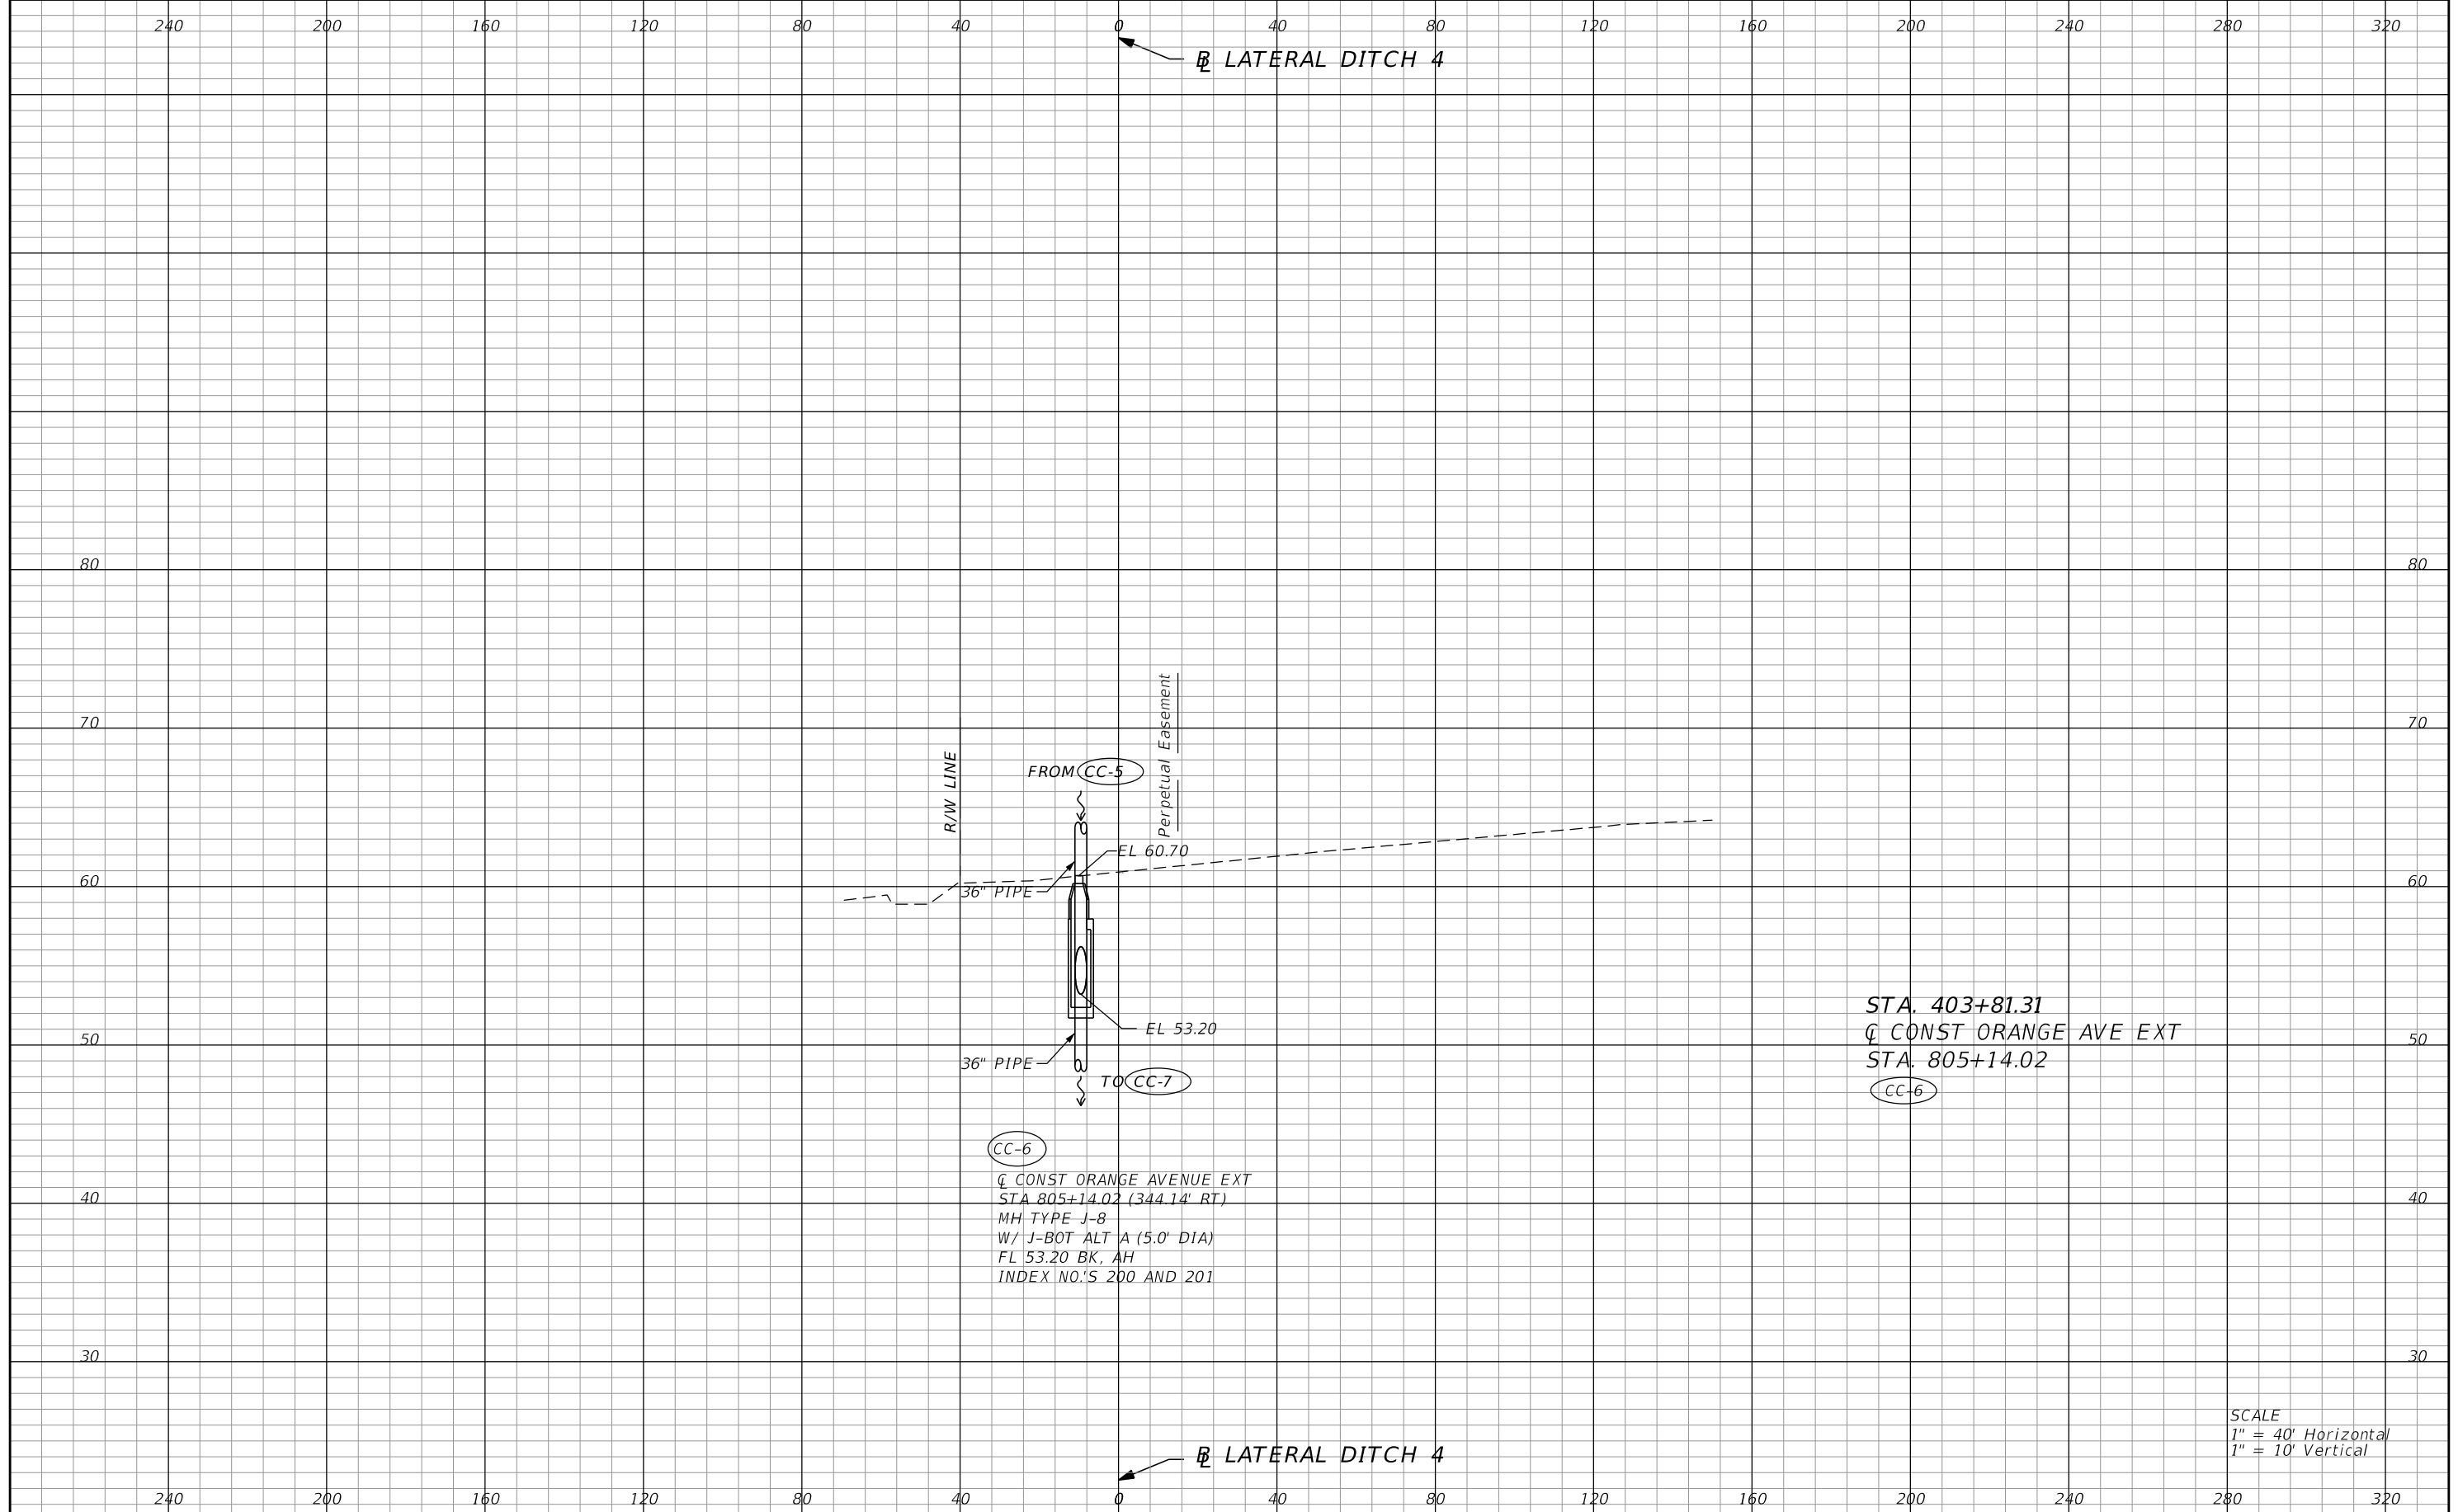 240 200 160 120 80 40 0 40 80 120 160 200 240 280 320
BL LATERAL DITCH 4
80 80
70 70
Perpetual Easement
R/W LINE
FROM CC-5
EL 60.70
60 60
36" PIPE
STA. 403+81.31
EL 53.20
CL CONST ORANGE AVE EXT
50 50
STA. 805+14.02
36" PIPE
TO CC-7
CC-6
CC-6
CL CONST ORANGE AVENUE EXT
40 40
STA 805+14.02 (344.14' RT)
MH TYPE J-8
W/ J-BOT ALT A (5.0' DIA)
FL 53.20 BK, AH
INDEX NO.'S 200 AND 201
30 30
SCALE
1" = 40' Horizontal
1" = 10' Vertical
BL LATERAL DITCH 4
240 200 160 120 80 40 0 40 80 120 160 200 240 280 320